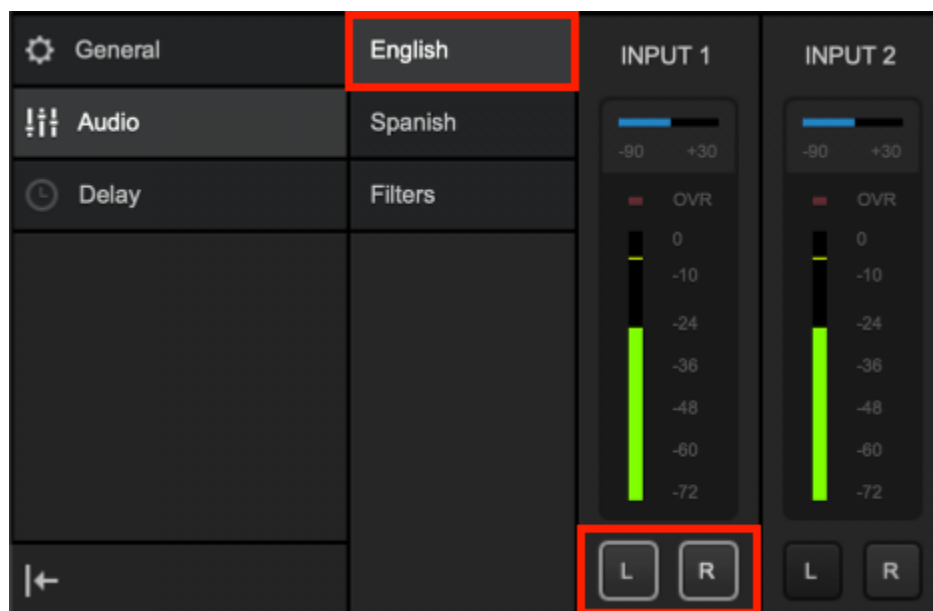 General
Audio
Delay
English
Spanish
Filters
INPUT 1
-90 +30
OVR
0
-10
-24
-36
-48
-60
-72
L R
INPUT 2
-90 +30
OVR
0
-10
-24
-36
-48
-60
-72
L R